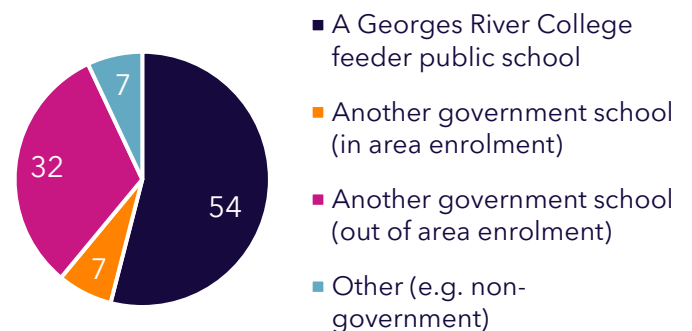 A Georges River College
feeder public school
Another government school
(in area enrolment)
Another government school
(out of area enrolment)
Other (e.g. non-
government)
7
32
54
7